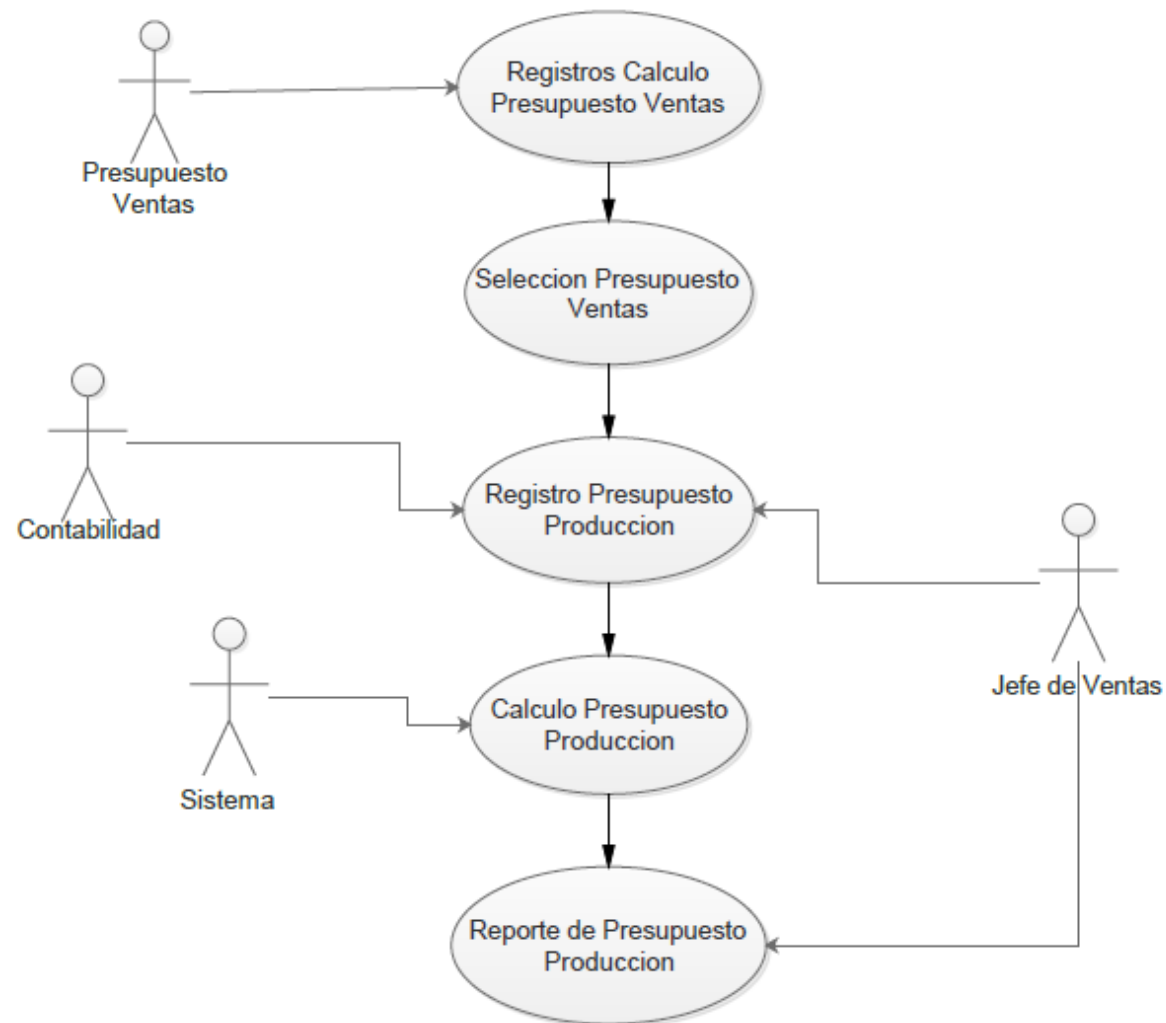 Registros Calculo
Presupuesto Ventas
Presupuesto
Ventas
Seleccion Presupuesto
Ventas
Registro Presupuesto
Produccion
Contabilidad
Jefe de Ventas
Calculo Presupuesto
Produccion
Sistema
Reporte de Presupuesto
Produccion